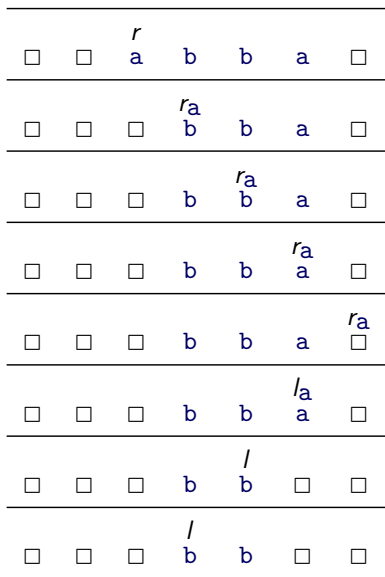 r
□ □ a b b a □
rₐ
□ □ □ b b a □
rₐ
□ □ □ b b a □
rₐ
□ □ □ b b a □
rₐ
□ □ □ b b a □
lₐ
□ □ □ b b a □
l
□ □ □ b b □ □
l
□ □ □ b b □ □